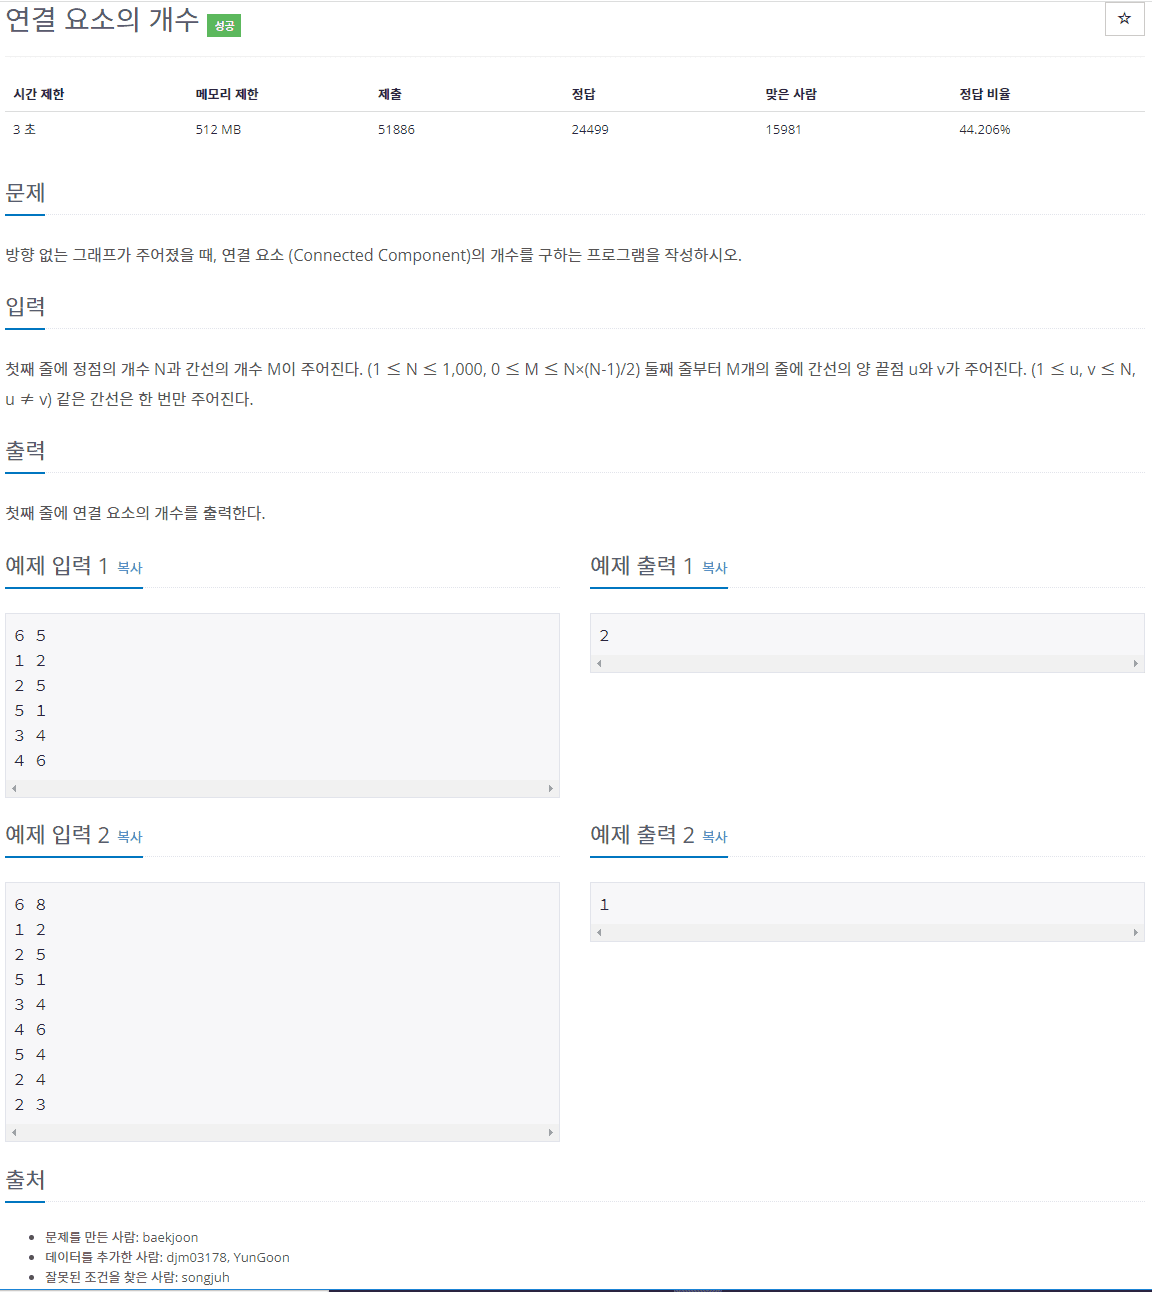 연결 요소의 개수 성공
☆
시간 제한 메모리 제한 제출 정답 맞은 사람 정답 비율
3 초 512 MB 51886 24499 15981 44.206%
문제
방향 없는 그래프가 주어졌을 때, 연결 요소 (Connected Component)의 개수를 구하는 프로그램을 작성하시오.
입력
첫째 줄에 정점의 개수 N과 간선의 개수 M이 주어진다. (1 ≤ N ≤ 1,000, 0 ≤ M ≤ N×(N-1)/2) 둘째 줄부터 M개의 줄에 간선의 양 끝점 u와 v가 주어진다. (1 ≤ u, v ≤ N,
u ≠ v) 같은 간선은 한 번만 주어진다.
출력
첫째 줄에 연결 요소의 개수를 출력한다.
예제 입력 1 복사
6 5
1 2
2 5
5 1
3 4
4 6
예제 출력 1 복사
2
예제 입력 2 복사
6 8
1 2
2 5
5 1
3 4
4 6
5 4
2 4
2 3
예제 출력 2 복사
1
출처
• 문제를 만든 사람: baekjoon
• 데이터를 추가한 사람: djm03178, YunGoon
• 잘못된 조건을 찾은 사람: songjuh